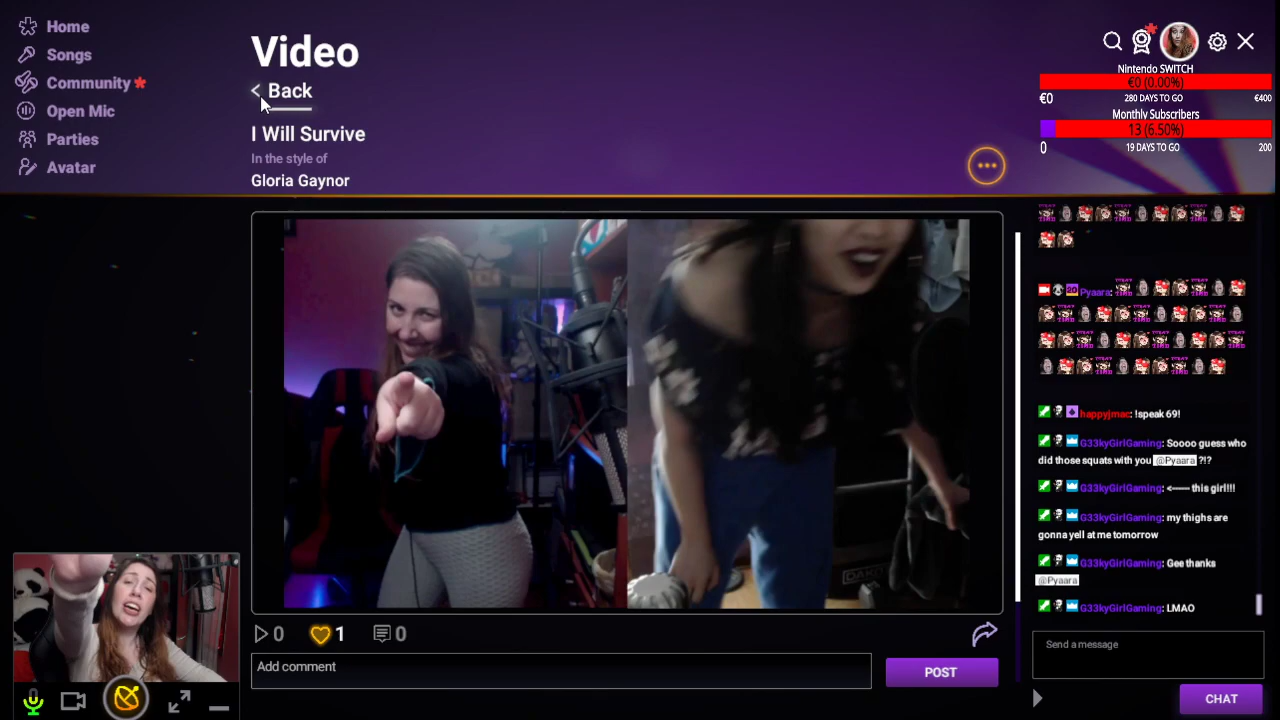 Home
Songs
Community *
Open Mic
Parties
Avatar
Video
< Back
I Will Survive
In the style of
Gloria Gaynor
Nintendo SWITCH
€0 (0.00%)
€0 280 DAYS TO GO €400
Monthly Subscribers
13 (6.50%)
0 19 DAYS TO GO 200
20 Pyaara:
happyjmac: !speak 69!
G33kyGirlGaming: Soooo guess who
did those squats with you @Pyaara ?!?
G33kyGirlGaming: <------ this girl!!!
G33kyGirlGaming: my thighs are
gonna yell at me tomorrow
G33kyGirlGaming: Gee thanks
@Pyaara
G33kyGirlGaming: LMAO
0 1 0
Add comment
POST
Send a message
CHAT